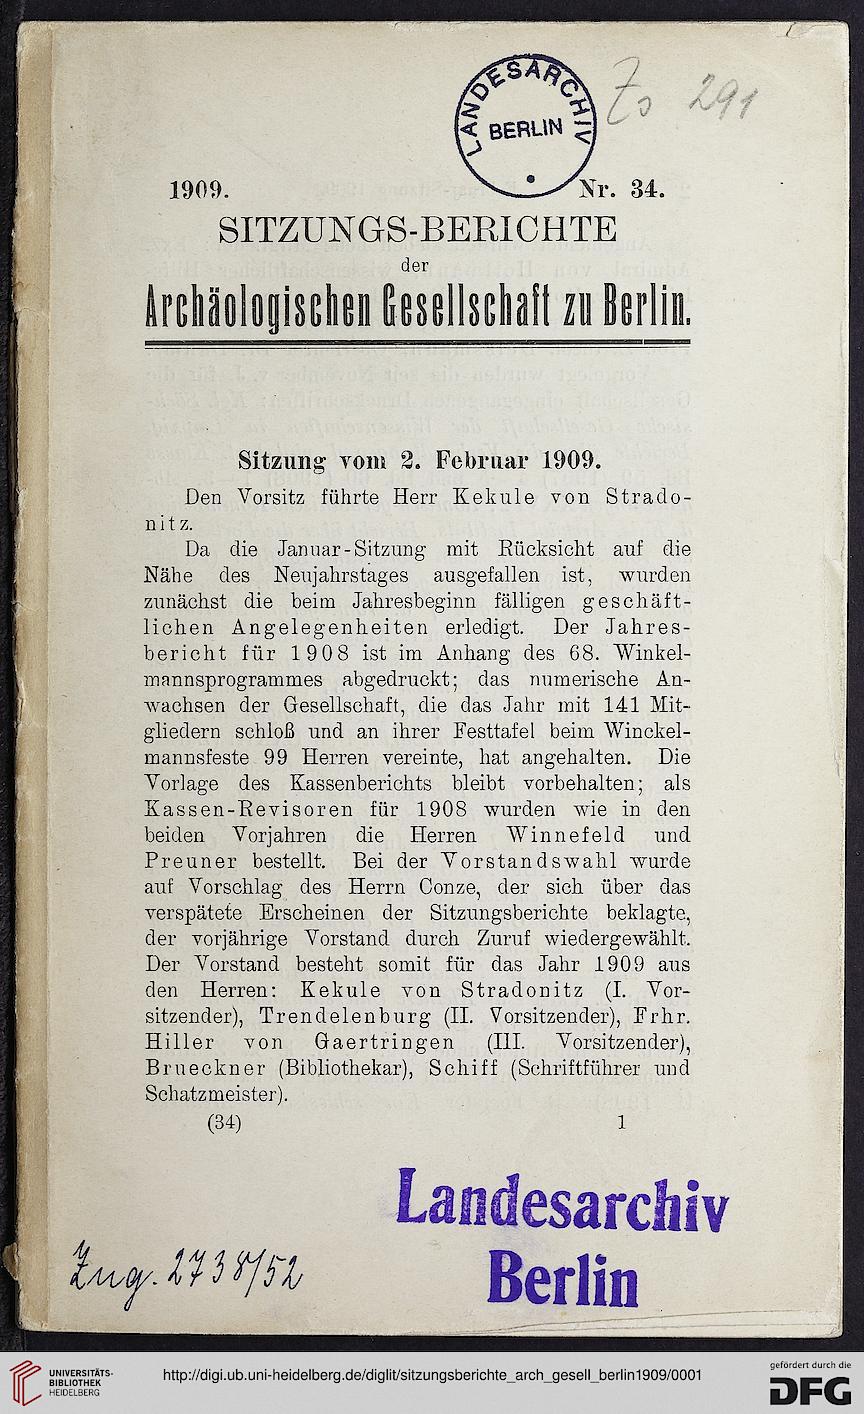 LANDESARCHIV
BERLIN
Zs 291
1909. Nr. 34.
SITZUNGS-BERICHTE
der
Archäologischen Gesellschaft zu Berlin.
Sitzung vom 2. Februar 1909.
Den Vorsitz führte Herr Kekule von Strado-
nitz.
Da die Januar-Sitzung mit Rücksicht auf die
Nähe des Neujahrstages ausgefallen ist, wurden
zunächst die beim Jahresbeginn fälligen geschäft-
lichen Angelegenheiten erledigt. Der Jahres-
bericht für 1908 ist im Anhang des 68. Winkel-
mannsprogrammes abgedruckt; das numerische An-
wachsen der Gesellschaft, die das Jahr mit 141 Mit-
gliedern schloß und an ihrer Festtafel beim Winckel-
mannsfeste 99 Herren vereinte, hat angehalten. Die
Vorlage des Kassenberichts bleibt vorbehalten; als
Kassen-Revisoren für 1908 wurden wie in den
beiden Vorjahren die Herren Winnefeld und
Preuner bestellt. Bei der Vorstandswahl wurde
auf Vorschlag des Herrn Conze, der sich über das
verspätete Erscheinen der Sitzungsberichte beklagte,
der vorjährige Vorstand durch Zuruf wiedergewählt.
Der Vorstand besteht somit für das Jahr 1909 aus
den Herren: Kekule von Stradonitz (I. Vor-
sitzender), Trendelenburg (II. Vorsitzender), Frhr.
Hiller von Gaertringen (III. Vorsitzender),
Brueckner (Bibliothekar), Schiff (Schriftführer und
Schatzmeister).
(34) 1
Landesarchiv
Berlin
Zug. 2738/52
UNIVERSITÄTS-
BIBLIOTHEK
HEIDELBERG
http://digi.ub.uni-heidelberg.de/diglit/sitzungsberichte_arch_gesell_berlin1909/0001
gefördert durch die
DFG